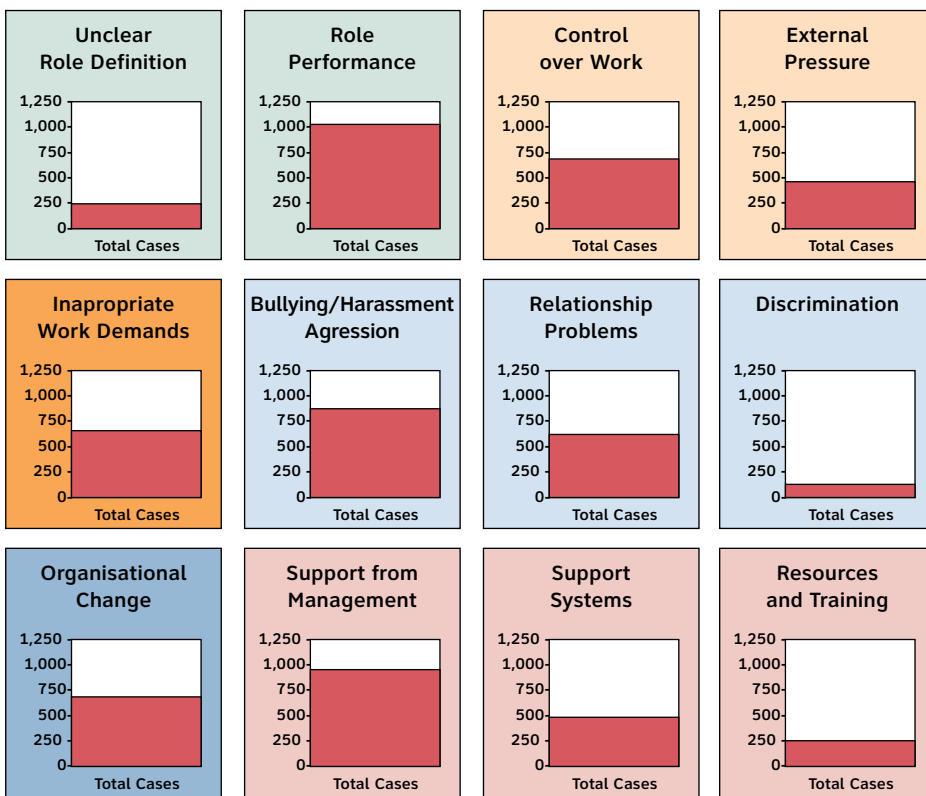 Unclear
Role Definition
1,250
1,000
750
500
250
0
Total Cases
Role
Performance
1,250
1,000
750
500
250
0
Total Cases
Control
over Work
1,250
1,000
750
500
250
0
Total Cases
External
Pressure
1,250
1,000
750
500
250
0
Total Cases
Inapropriate
Work Demands
1,250
1,000
750
500
250
0
Total Cases
Bullying/Harassment
Agression
1,250
1,000
750
500
250
0
Total Cases
Relationship
Problems
1,250
1,000
750
500
250
0
Total Cases
Discrimination
1,250
1,000
750
500
250
0
Total Cases
Organisational
Change
1,250
1,000
750
500
250
0
Total Cases
Support from
Management
1,250
1,000
750
500
250
0
Total Cases
Support
Systems
1,250
1,000
750
500
250
0
Total Cases
Resources
and Training
1,250
1,000
750
500
250
0
Total Cases